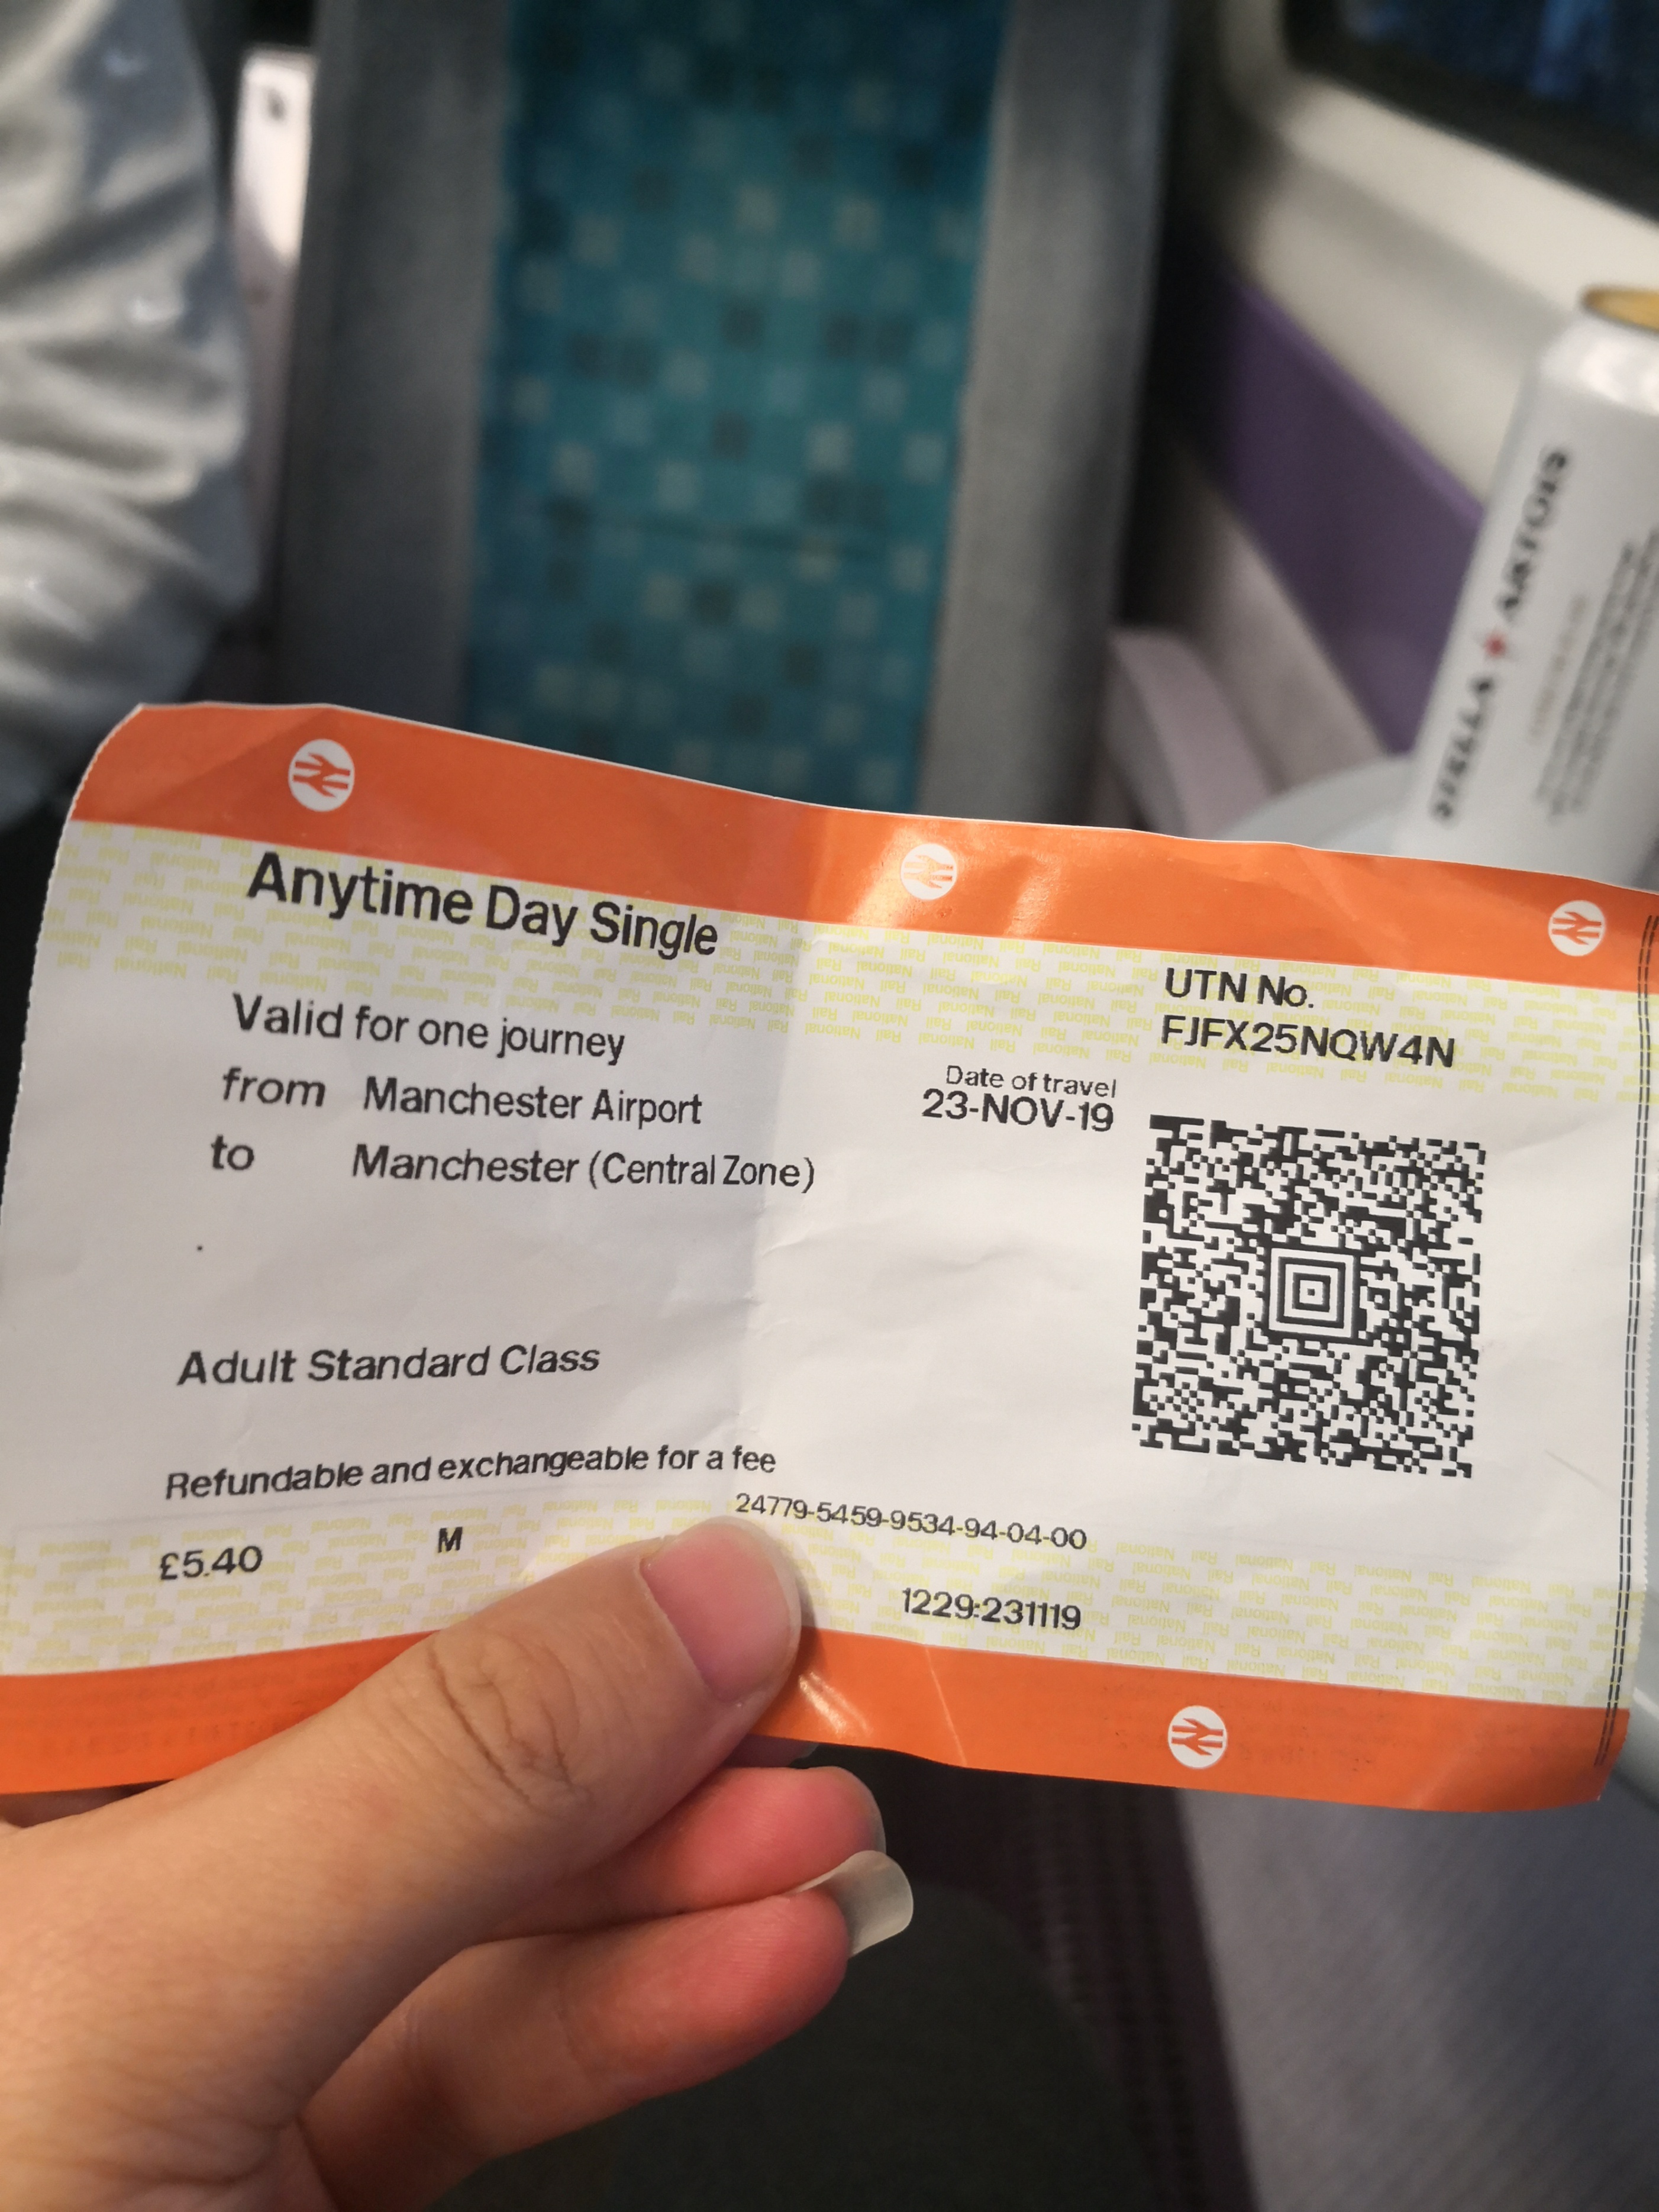 STELLA ARTOIS
Anytime Day Single
UTN No.
FJFX25NQW4N
Valid for one journey
Date of travel
from Manchester Airport
23-NOV-19
to Manchester (Central Zone)
Adult Standard Class
Refundable and exchangeable for a fee
24779-5459-9534-94-04-00
£5.40 M
1229:231119